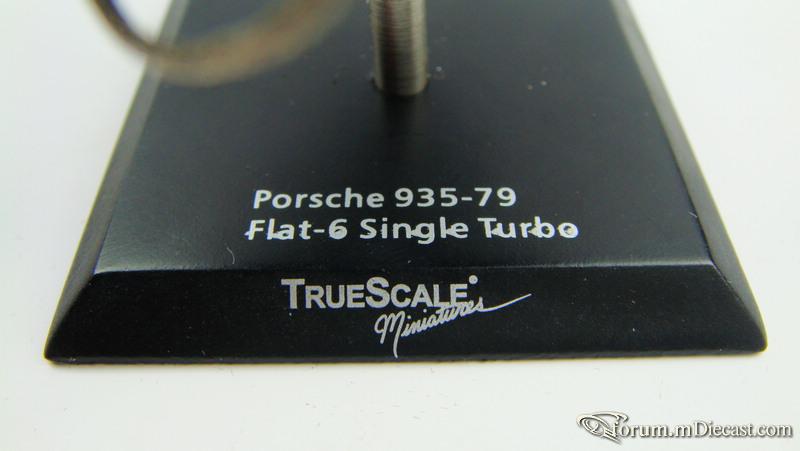 Porsche 935-79
Flat-6 Single Turbo
TRUESCALE®
Miniatures
forum.mDiecast.com